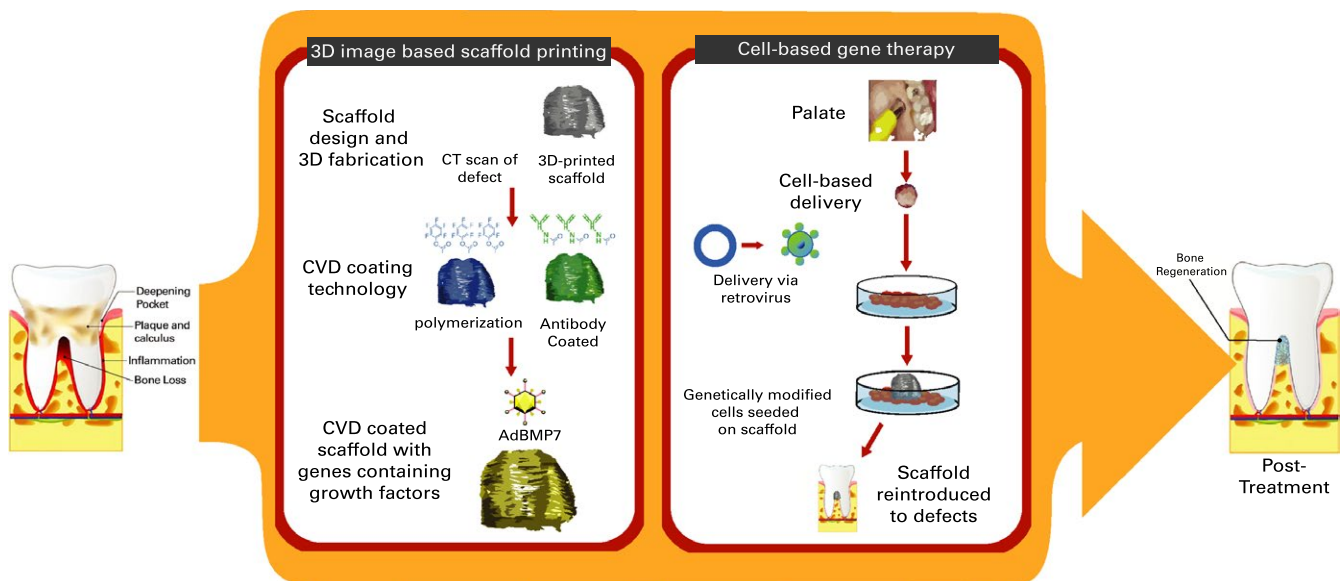 3D image based scaffold printing
Scaffold
design and
3D fabrication
CT scan of
defect
3D-printed
scaffold
F F F F F F
F F F F F F
F F F
O O O
O O O
NH NH NH
O O O
CVD coating
technology
polymerization
Antibody
Coated
AdBMP7
CVD coated
scaffold with
genes containing
growth factors
Cell-based gene therapy
Palate
Cell-based
delivery
Delivery via
retrovirus
Genetically modified
cells seeded
on scaffold
Scaffold
reintroduced
to defects
Deepening
Pocket
Plaque and
calculus
Inflammation
Bone Loss
Bone
Regeneration
Post-
Treatment